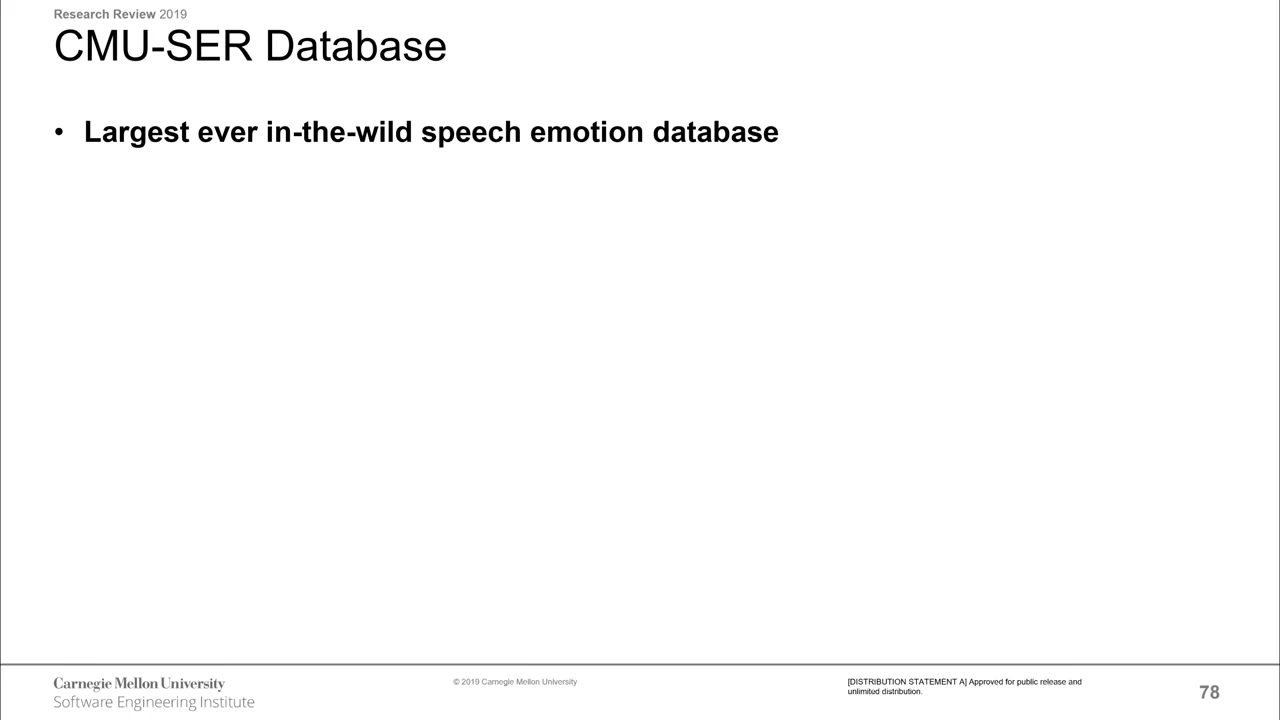 Research Review 2019
CMU-SER Database
• Largest ever in-the-wild speech emotion database
Carnegie Mellon University
Software Engineering Institute
© 2019 Carnegie Mellon University
[DISTRIBUTION STATEMENT A] Approved for public release and
unlimited distribution.
78